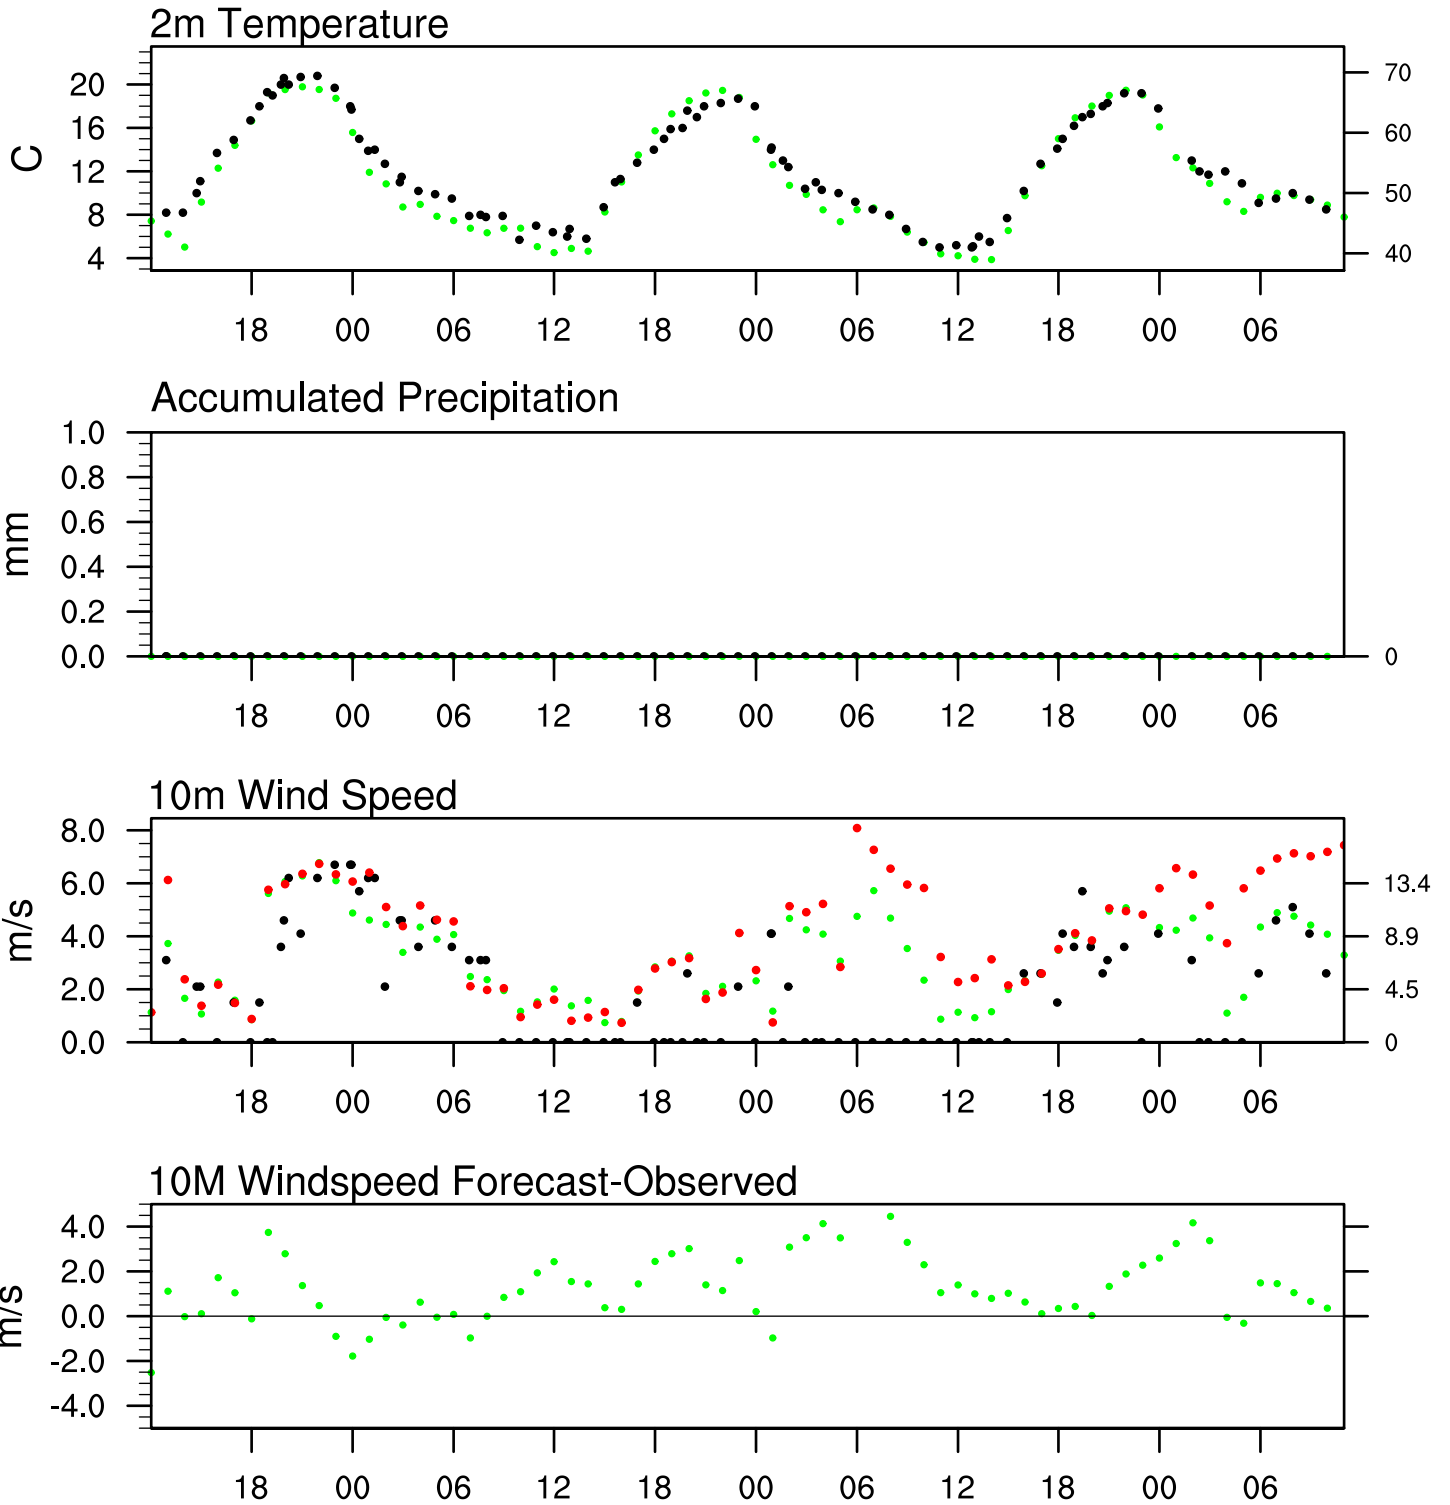 2m Temperature
20
16
12
8
4
C
70
60
50
40
18 00 06 12 18 00 06 12 18 00 06
Accumulated Precipitation
1.0
0.8
0.6
0.4
0.2
0.0
mm
0
18 00 06 12 18 00 06 12 18 00 06
10m Wind Speed
8.0
6.0
4.0
2.0
0.0
m/s
13.4
8.9
4.5
0
18 00 06 12 18 00 06 12 18 00 06
10M Windspeed Forecast-Observed
4.0
2.0
0.0
-2.0
-4.0
m/s
18 00 06 12 18 00 06 12 18 00 06